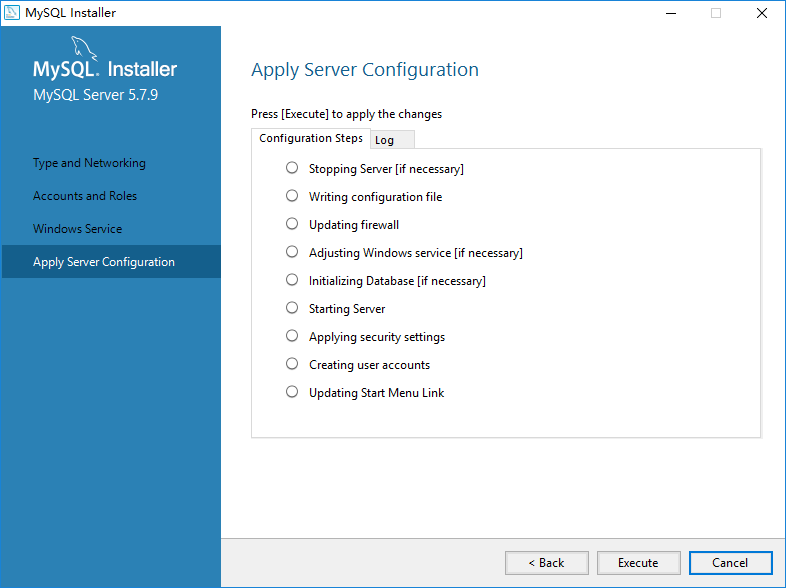 MySQL Installer
MySQL. Installer
MySQL Server 5.7.9
Type and Networking
Accounts and Roles
Windows Service
Apply Server Configuration
Apply Server Configuration
Press [Execute] to apply the changes
Configuration Steps Log
Stopping Server [if necessary]
Writing configuration file
Updating firewall
Adjusting Windows service [if necessary]
Initializing Database [if necessary]
Starting Server
Applying security settings
Creating user accounts
Updating Start Menu Link
< Back Execute Cancel